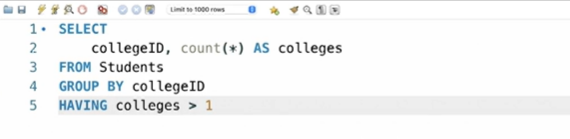 Limit to 1000 rows
1 SELECT
2 collegeID, count(*) AS colleges
3 FROM Students
4 GROUP BY collegeID
5 HAVING colleges > 1